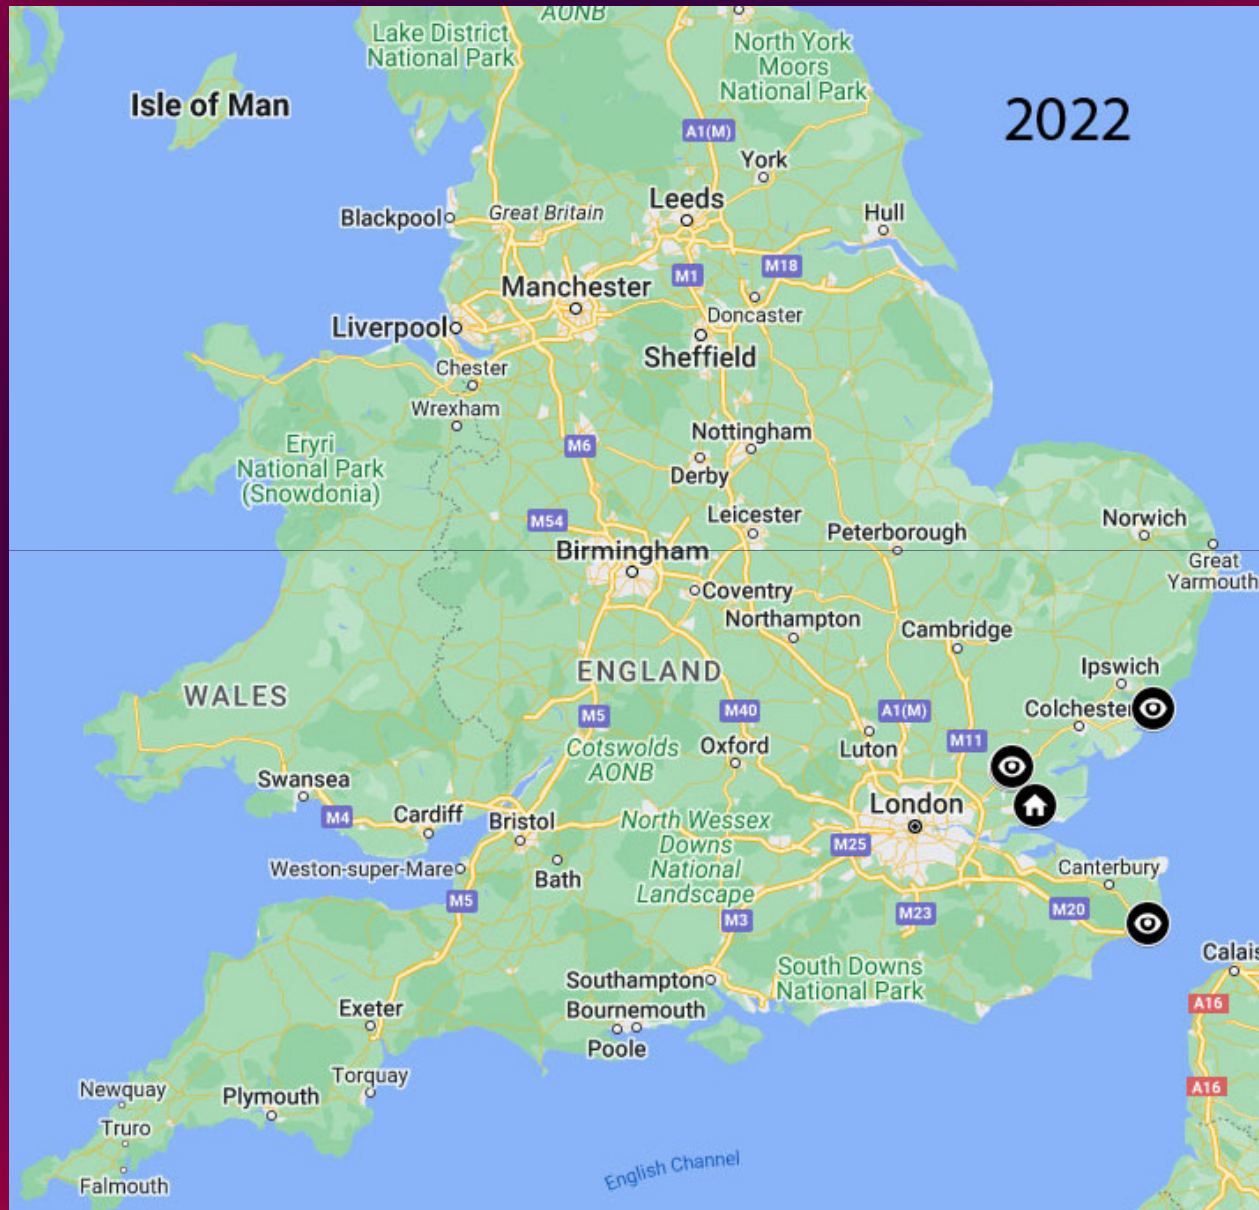 AONB
Lake District
National Park
North York
Moors
National Park
Isle of Man
2022
A1(M)
York
Leeds
Blackpool
Great Britain
Hull
M1
M18
Manchester
Doncaster
Liverpool
Sheffield
Chester
Wrexham
Nottingham
Eryri
National Park
(Snowdonia)
M6
Derby
M54
Leicester
Norwich
Peterborough
Birmingham
Great
Yarmouth
Coventry
Northampton
Cambridge
ENGLAND
Ipswich
WALES
M5
M40
A1(M)
Colchester
M11
Cotswolds
AONB
Oxford
Luton
Swansea
M4
Cardiff
Bristol
London
North Wessex
Downs
National
Landscape
M25
Weston-super-Mare
Bath
Canterbury
M5
M3
M23
M20
Southampton
South Downs
National Park
Calais
Exeter
Bournemouth
Poole
A16
Torquay
Newquay
Plymouth
A16
Truro
English Channel
Falmouth